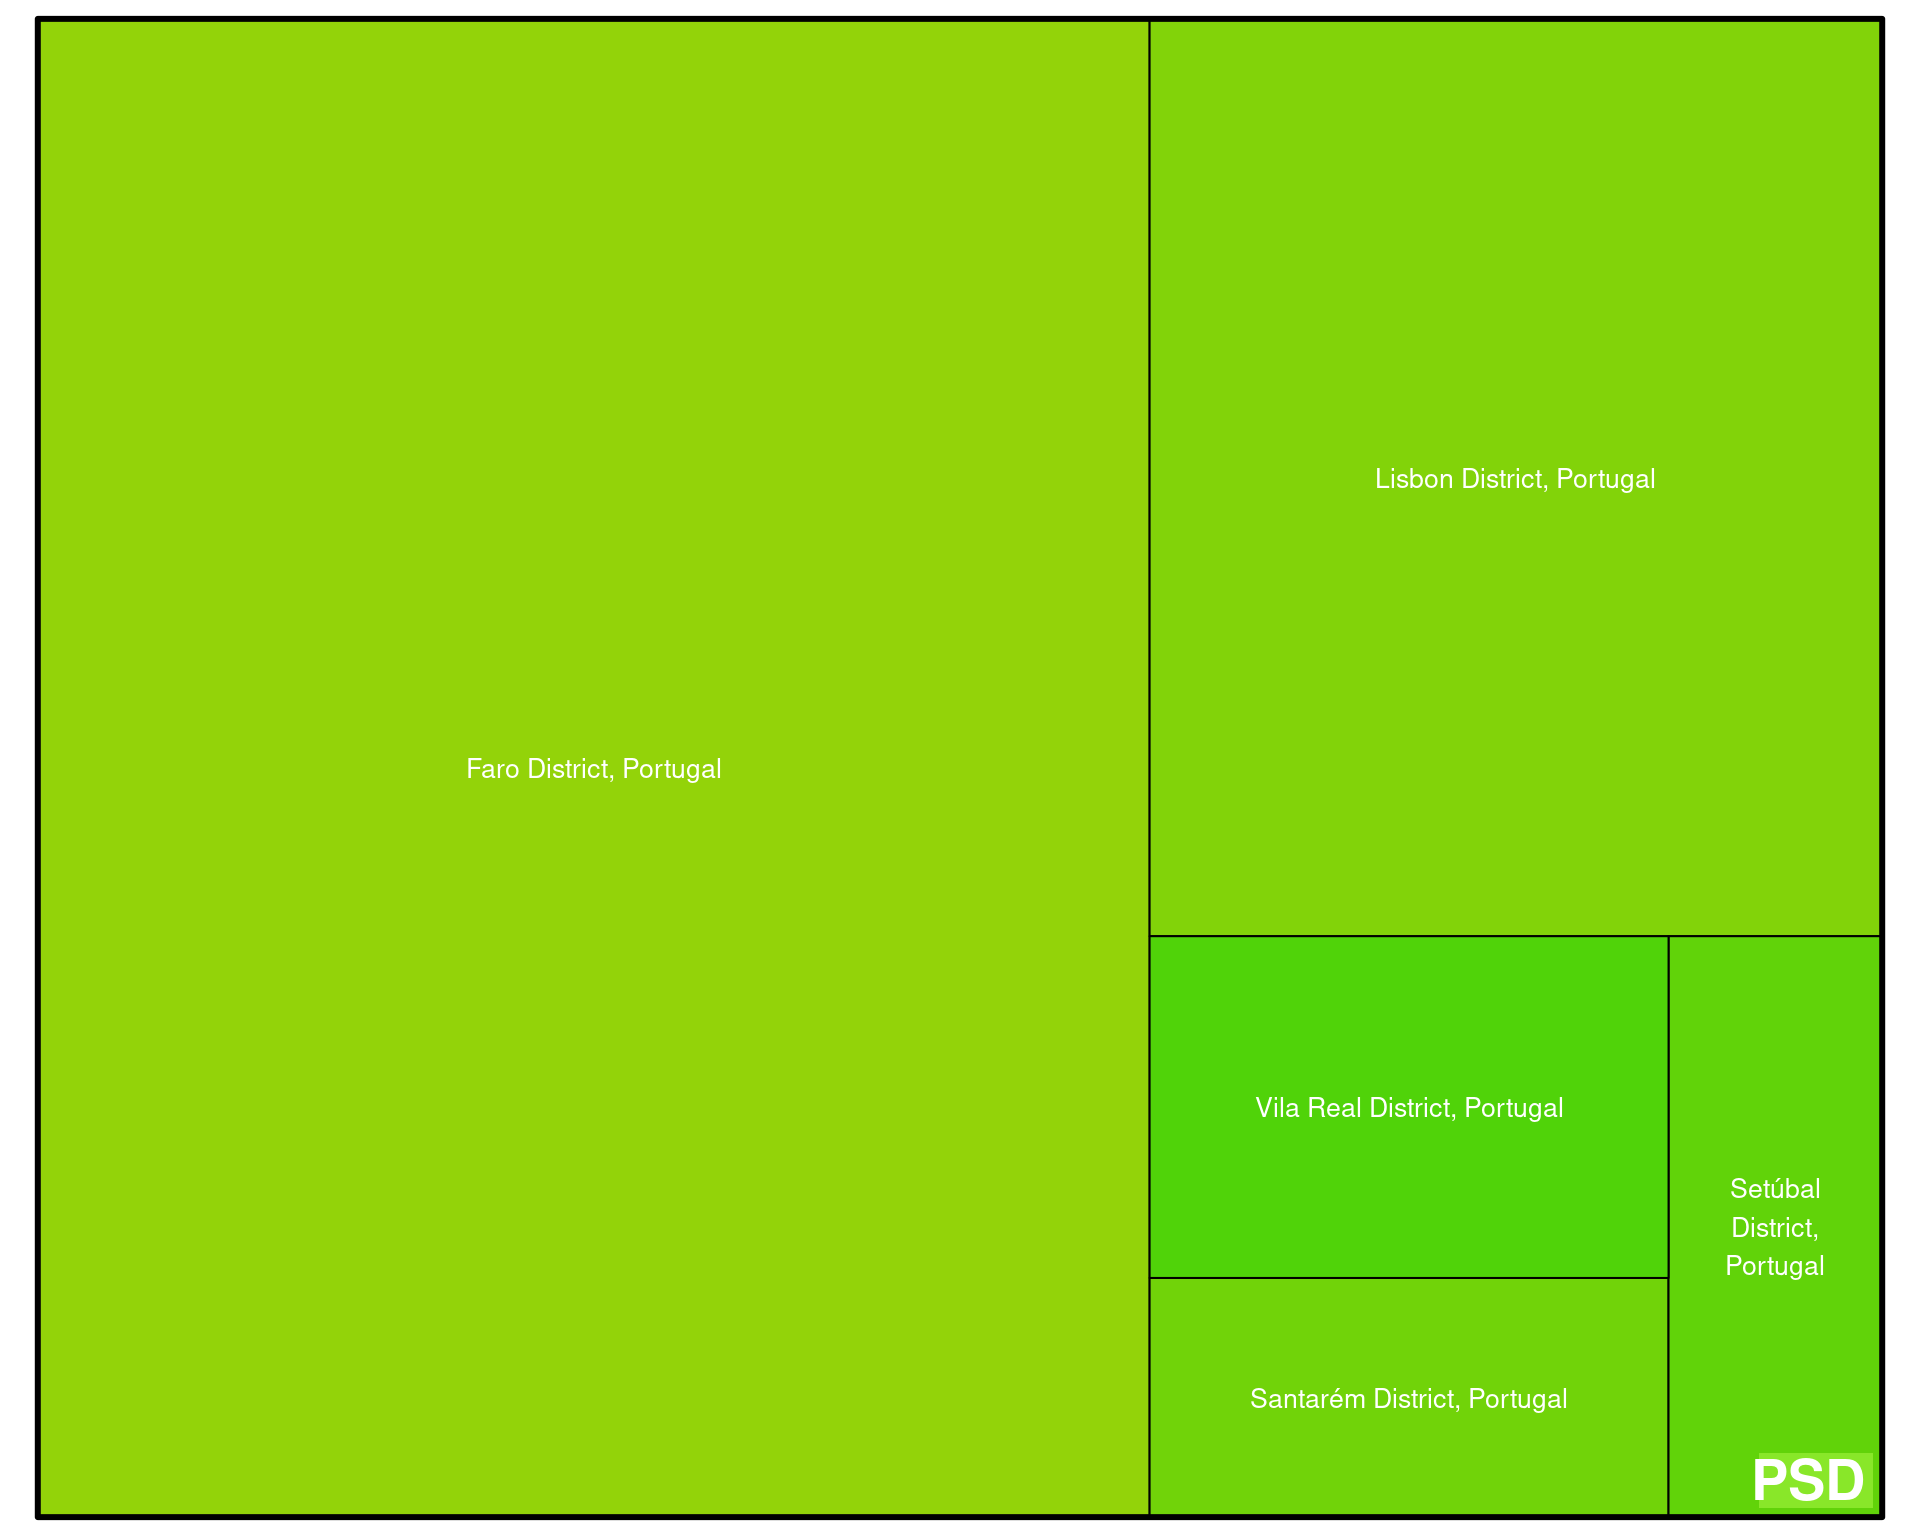 Faro District, Portugal
Lisbon District, Portugal
Vila Real District, Portugal
Santarém District, Portugal
Setúbal
District,
Portugal
PSD